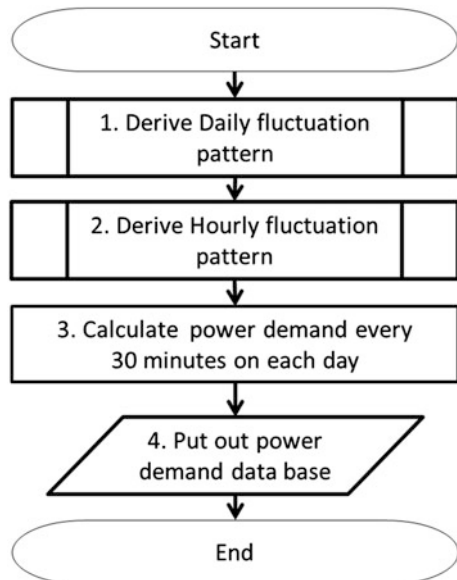 Start
1. Derive Daily fluctuation
pattern
2. Derive Hourly fluctuation
pattern
3. Calculate power demand every
30 minutes on each day
4. Put out power
demand data base
End